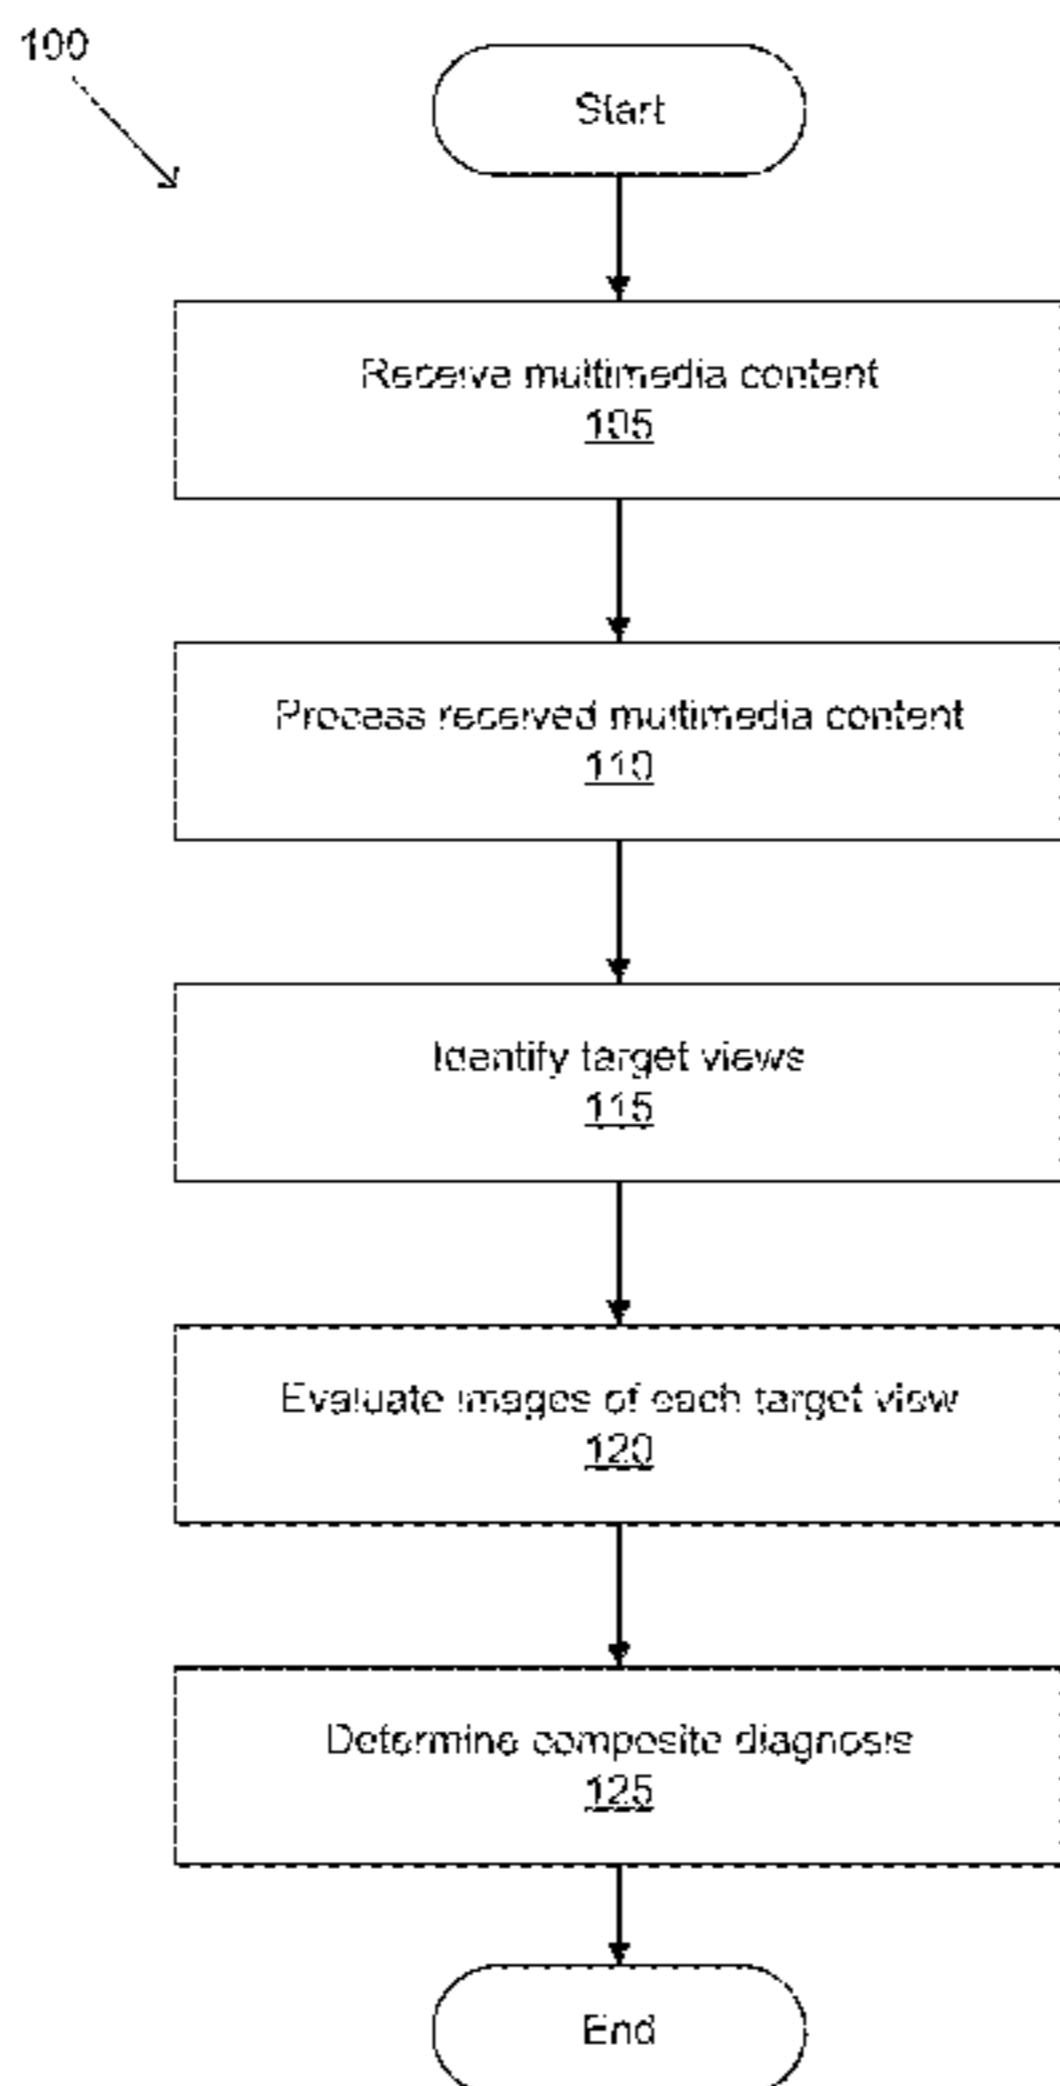 100
Start
Receive multimedia content
105
Process received multimedia content
110
Identify target views
115
Evaluate images of each target view
120
Determine composite diagnosis
125
End